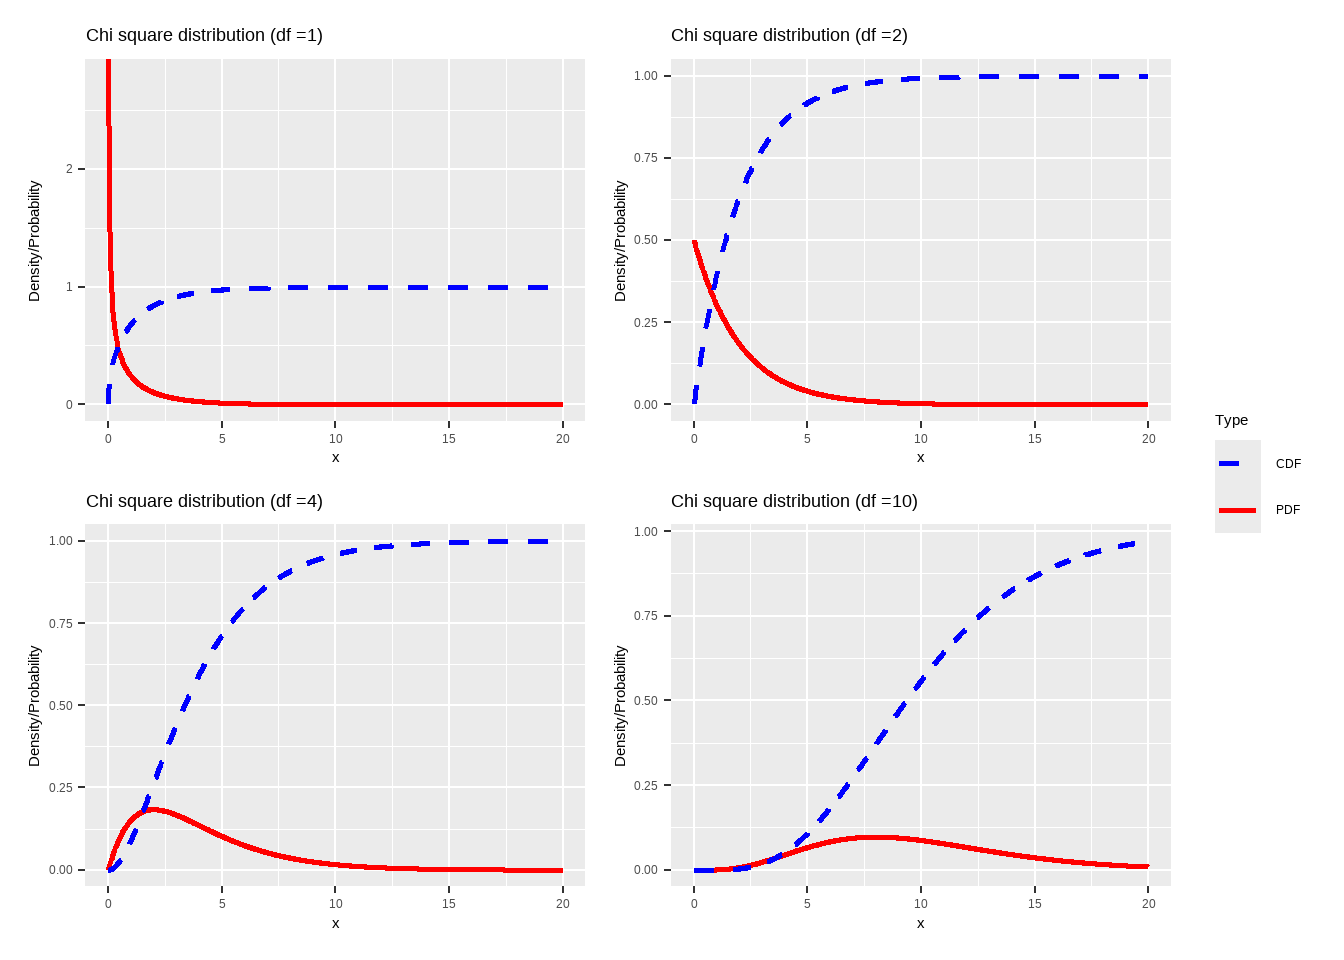 Chi square distribution (df =1)
Density/Probability
2
1
0
0 5 10 15 20
x
Chi square distribution (df =2)
Density/Probability
1.00
0.75
0.50
0.25
0.00
0 5 10 15 20
x
Chi square distribution (df =4)
Density/Probability
1.00
0.75
0.50
0.25
0.00
0 5 10 15 20
x
Chi square distribution (df =10)
Density/Probability
1.00
0.75
0.50
0.25
0.00
0 5 10 15 20
x
Type
CDF
PDF